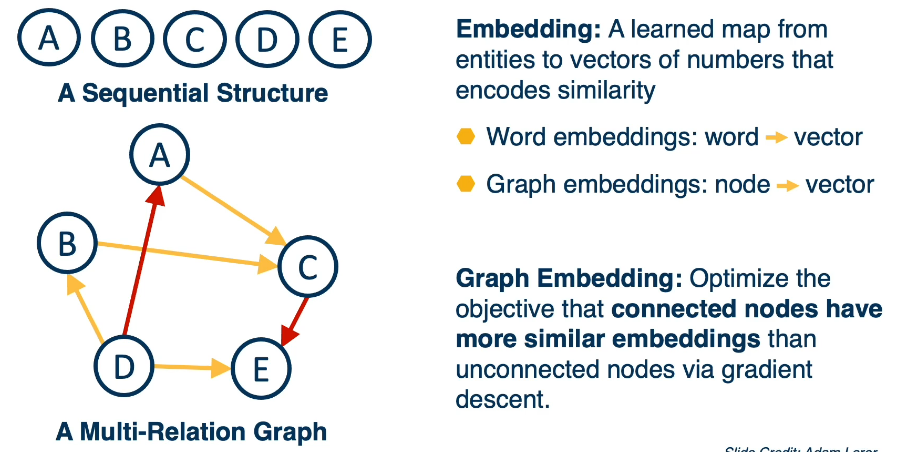 A B C D E
A Sequential Structure
A
B
C
D
E
A Multi-Relation Graph
Embedding: A learned map from
entities to vectors of numbers that
encodes similarity
Word embeddings: word → vector
Graph embeddings: node → vector
Graph Embedding: Optimize the
objective that connected nodes have
more similar embeddings than
unconnected nodes via gradient
descent.
Slide Credit: Adam Lerer